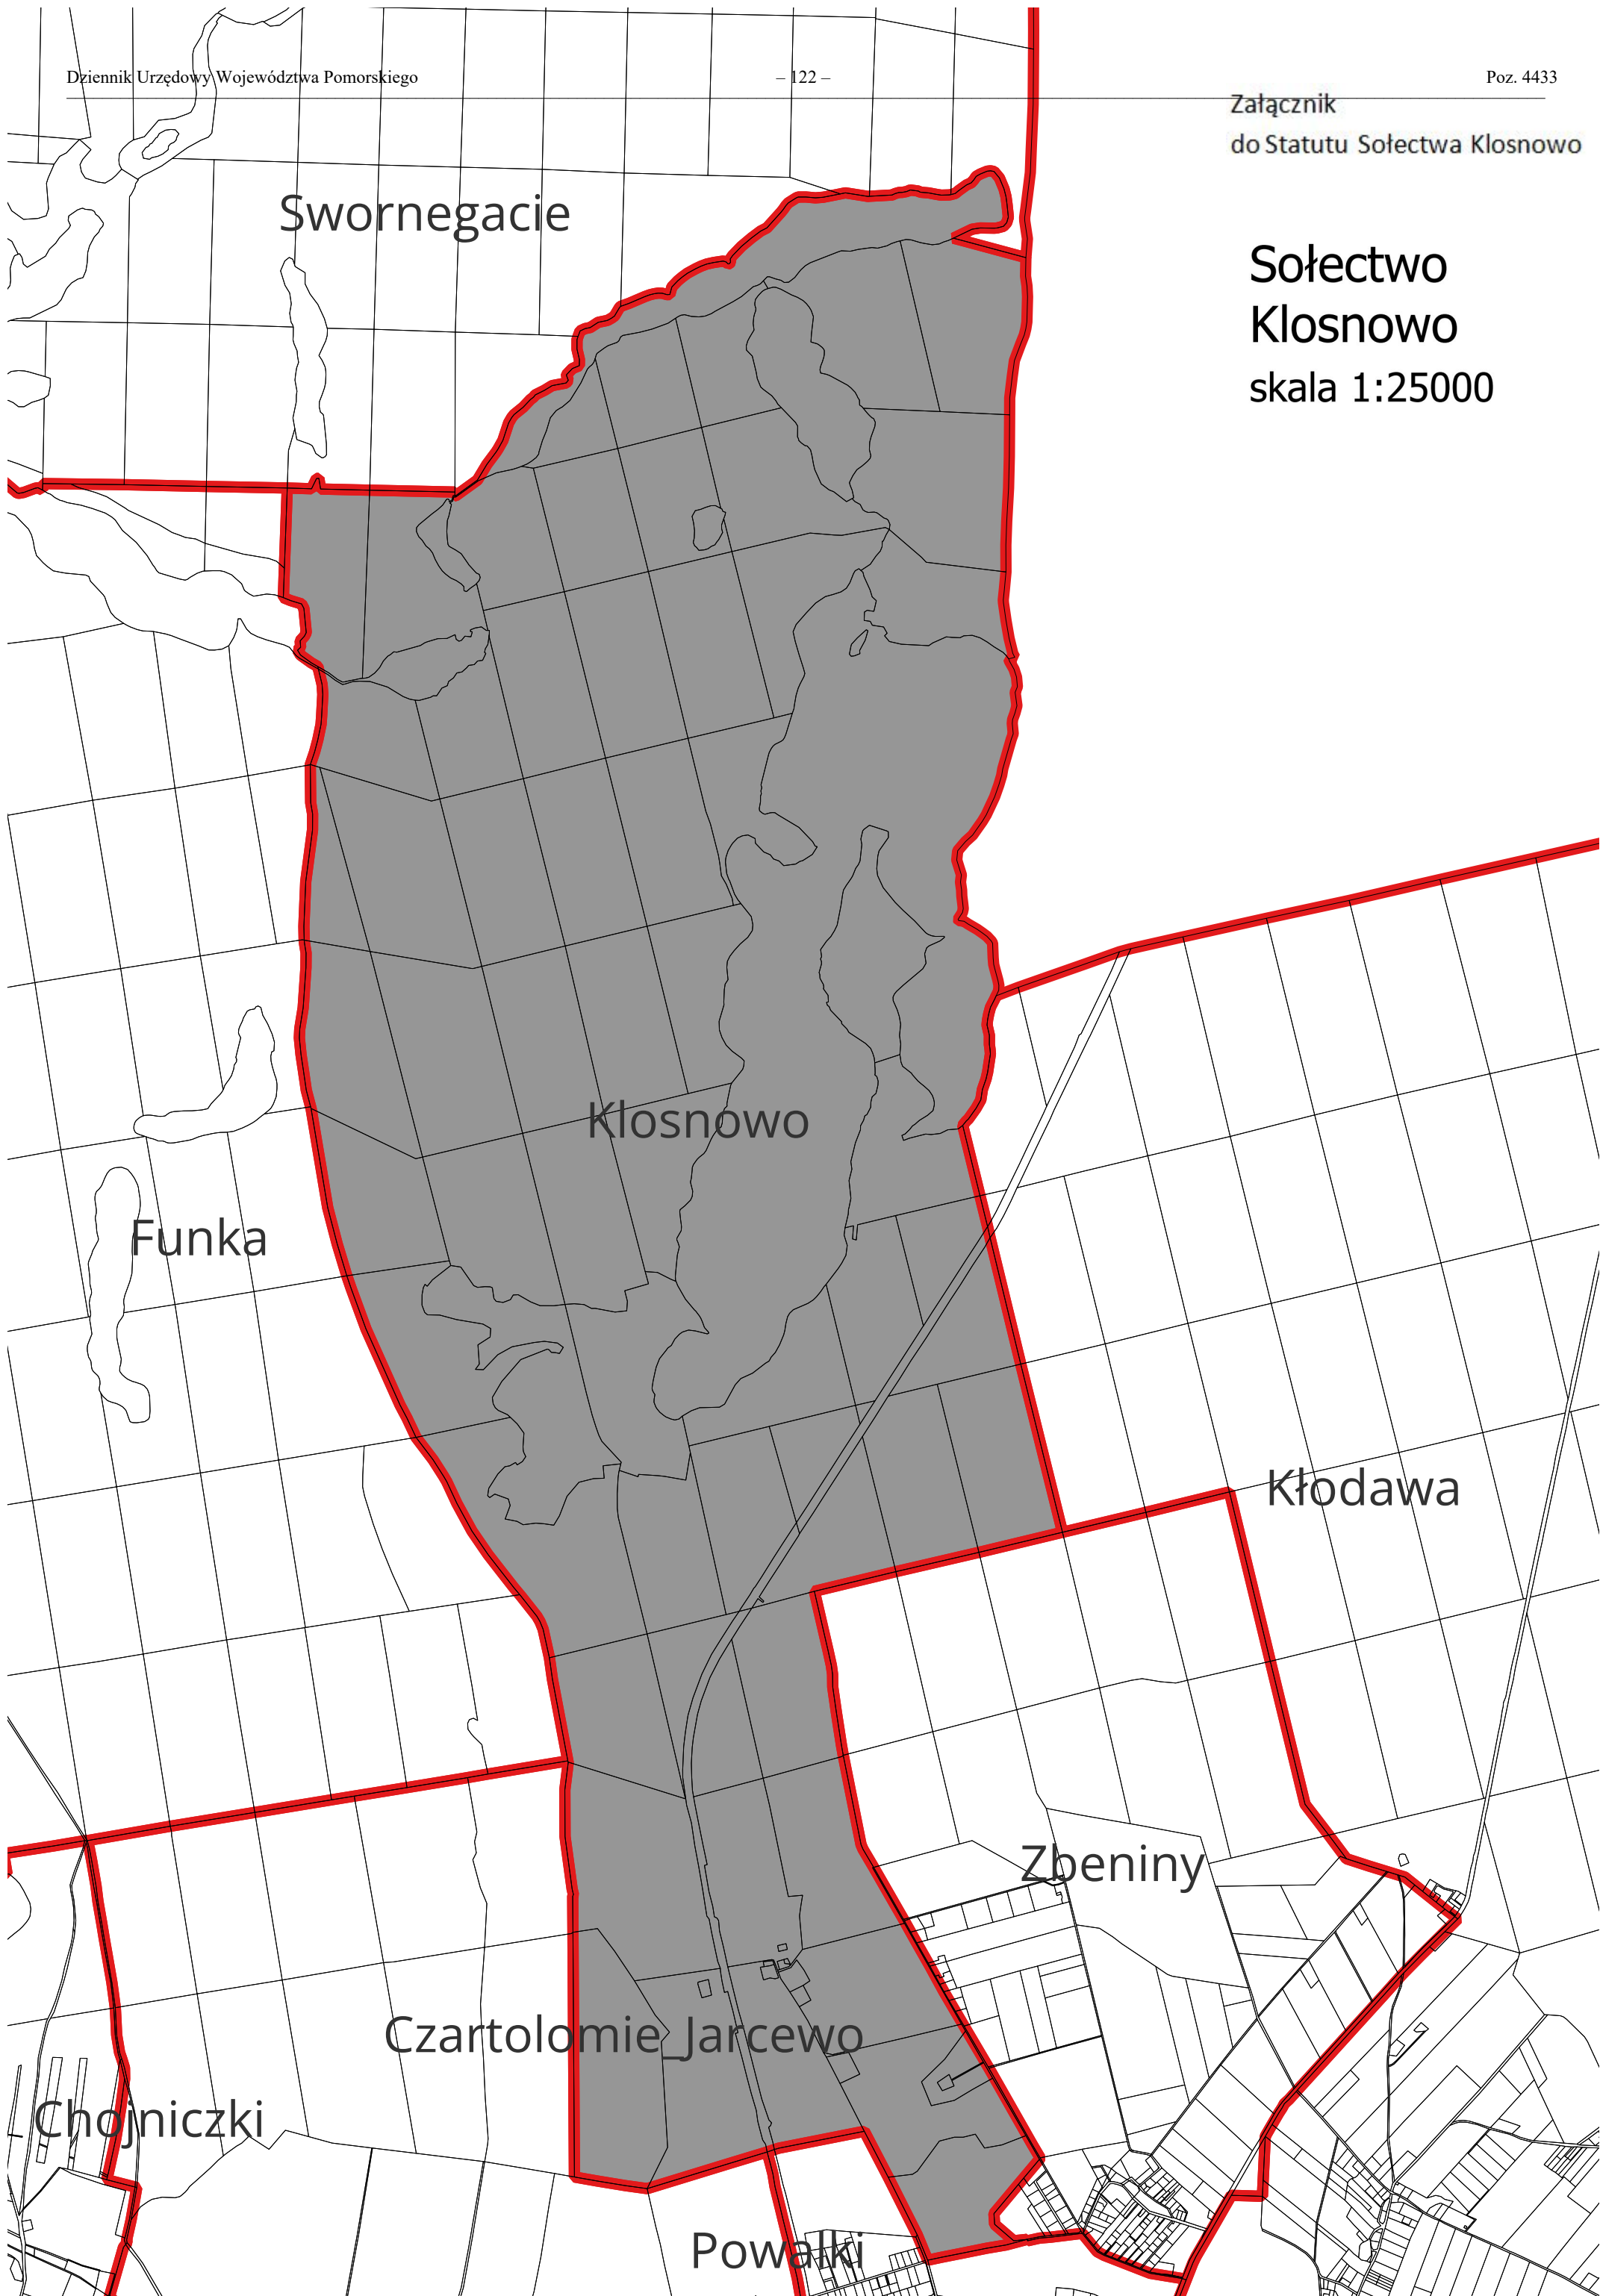 Dziennik Urzędowy Województwa Pomorskiego – 122 – Poz. 4433
Załącznik
do Statutu Sołectwa Klosnowo
Swornegacie
Sołectwo
Klosnowo
skala 1:25000
Klosnowo
Funka
Kłodawa
Zbeniny
Czartolomie_Jarcewo
Chojniczki
Powałki